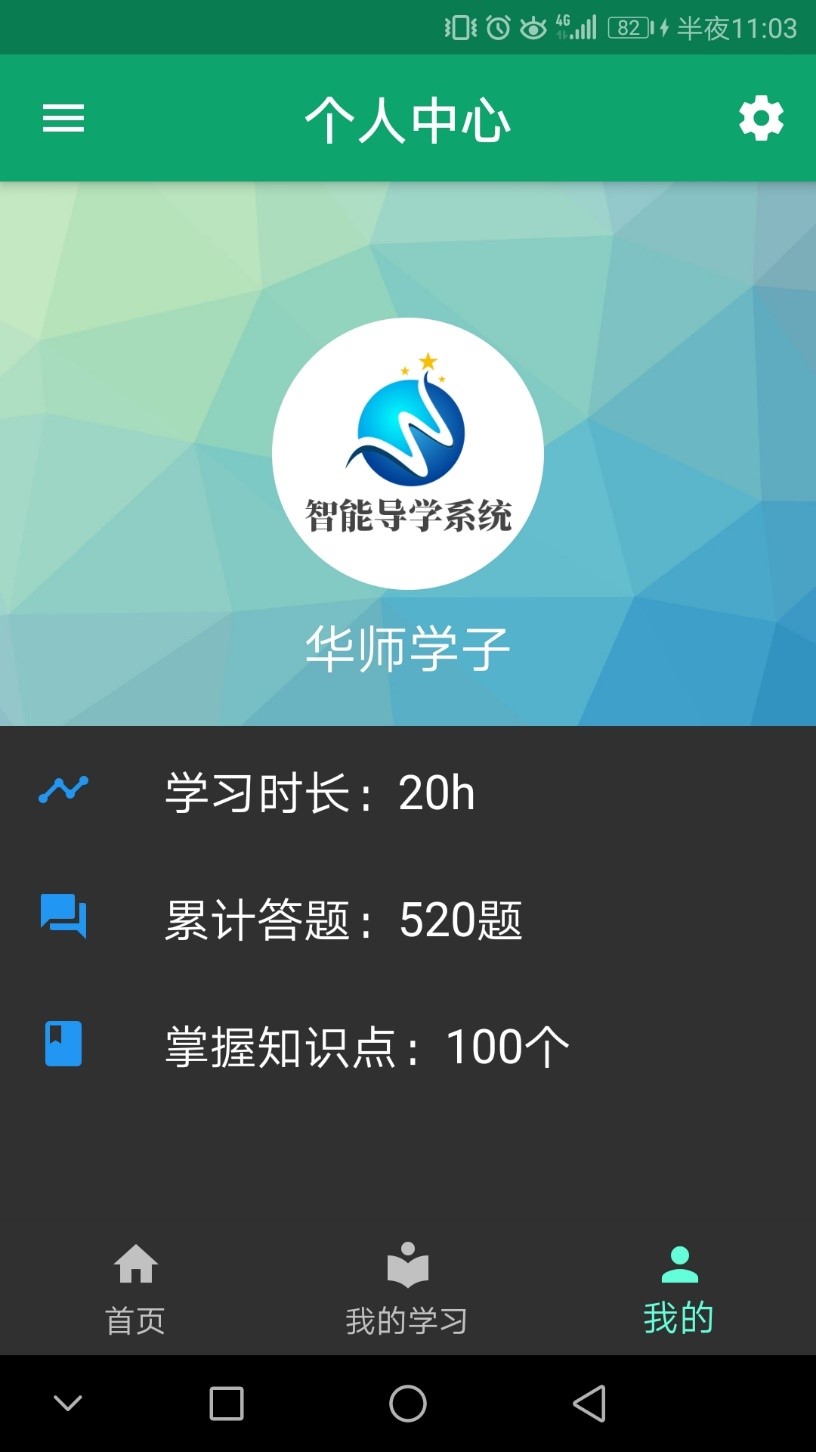 4G 82 半夜11:03
个人中心
智能导学系统
华师学子
学习时长：20h
累计答题：520题
掌握知识点：100个
首页 我的学习 我的